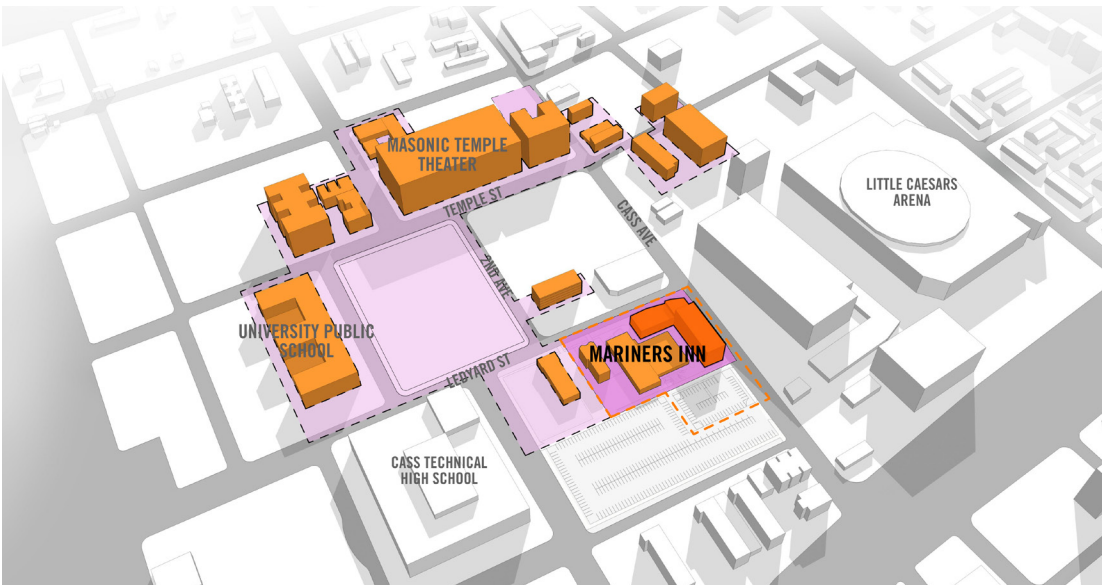 MASONIC TEMPLE
THEATER
LITTLE CAESARS
ARENA
TEMPLE ST
CASS AVE
2ND AVE
UNIVERSITY PUBLIC
SCHOOL
MARINERS INN
LEDYARD ST
CASS TECHNICAL
HIGH SCHOOL